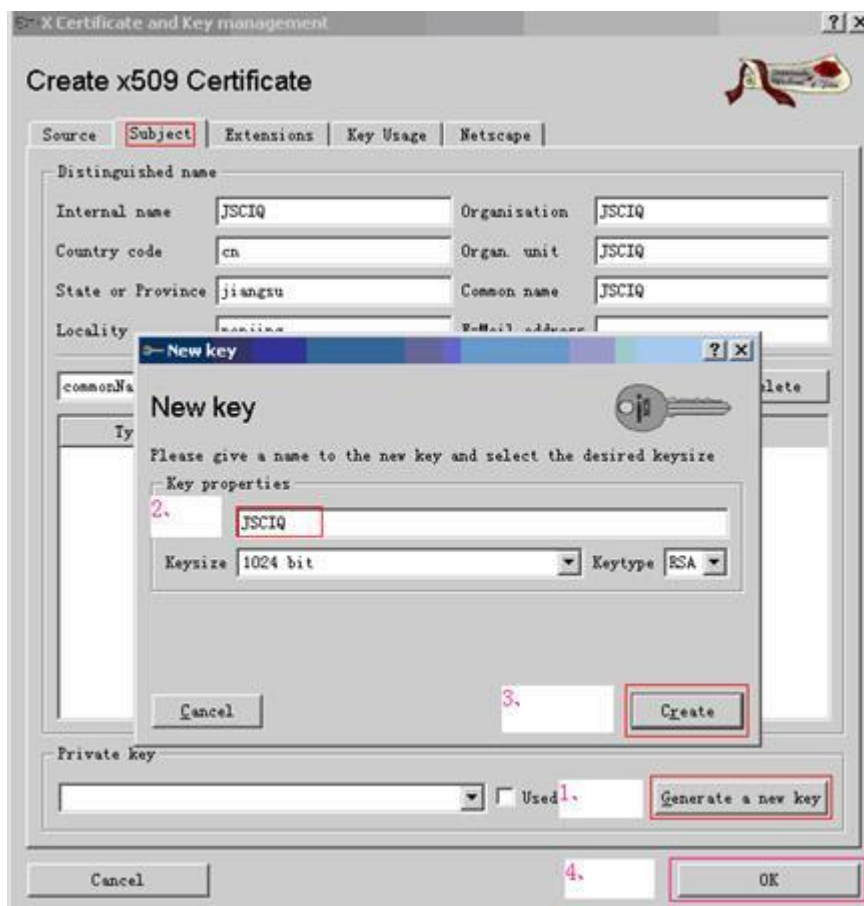 X Certificate and Key management
Create x509 Certificate
Source Subject Extensions Key Usage Netscape
Distinguished name
Internal name JSCIQ Organisation JSCIQ
Country code cn Organ. unit JSCIQ
State or Province jiangsu Common name JSCIQ
Locality
New key
New key
Please give a name to the new key and select the desired keysize
Key properties
2、
JSCIQ
Keysize 1024 bit Keytype RSA
Cancel 3、 Create
Private key
Used 1、 Generate a new key
Cancel 4、 OK